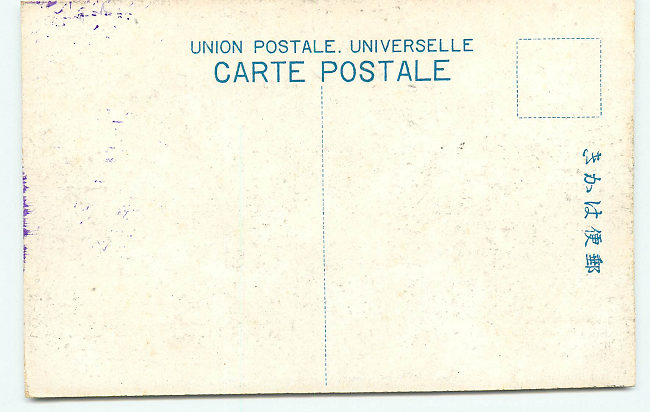 UNION POSTALE. UNIVERSELLE
CARTE POSTALE
郵便はかき